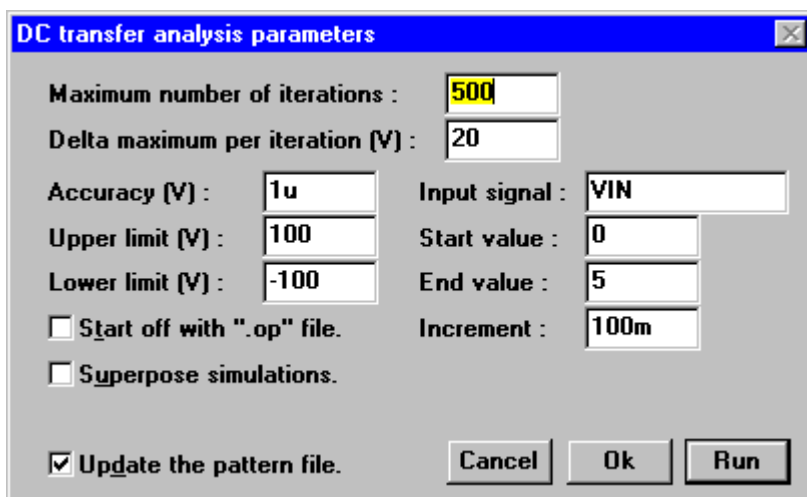 DC transfer analysis parameters
Maximum number of iterations : 500
Delta maximum per iteration (V) : 20
Accuracy (V) : 1u Input signal : VIN
Upper limit (V) : 100 Start value : 0
Lower limit (V) : -100 End value : 5
Start off with ".op" file. Increment : 100m
Superpose simulations.
Update the pattern file. Cancel Ok Run